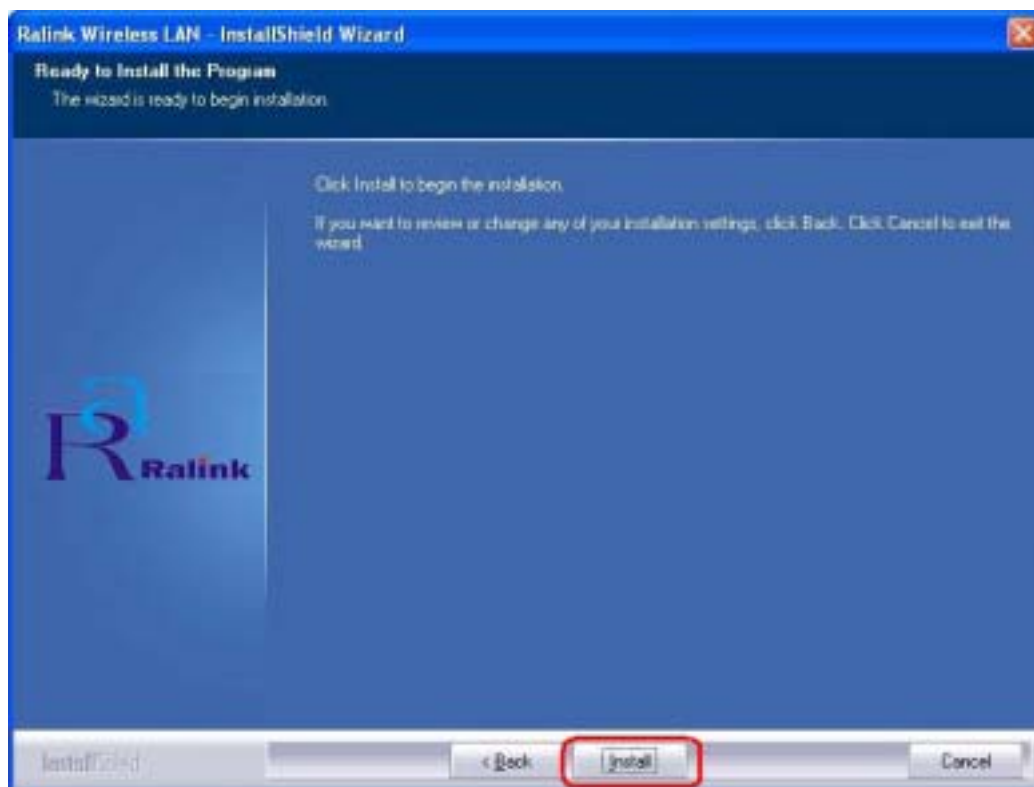 Ralink Wireless LAN - InstallShield Wizard
Ready to Install the Program
The wizard is ready to begin installation.
Click Install to begin the installation.
If you want to review or change any of your installation settings, click Back. Click Cancel to exit the
wizard.
Ralink
InstallShield
< Back
Install
Cancel